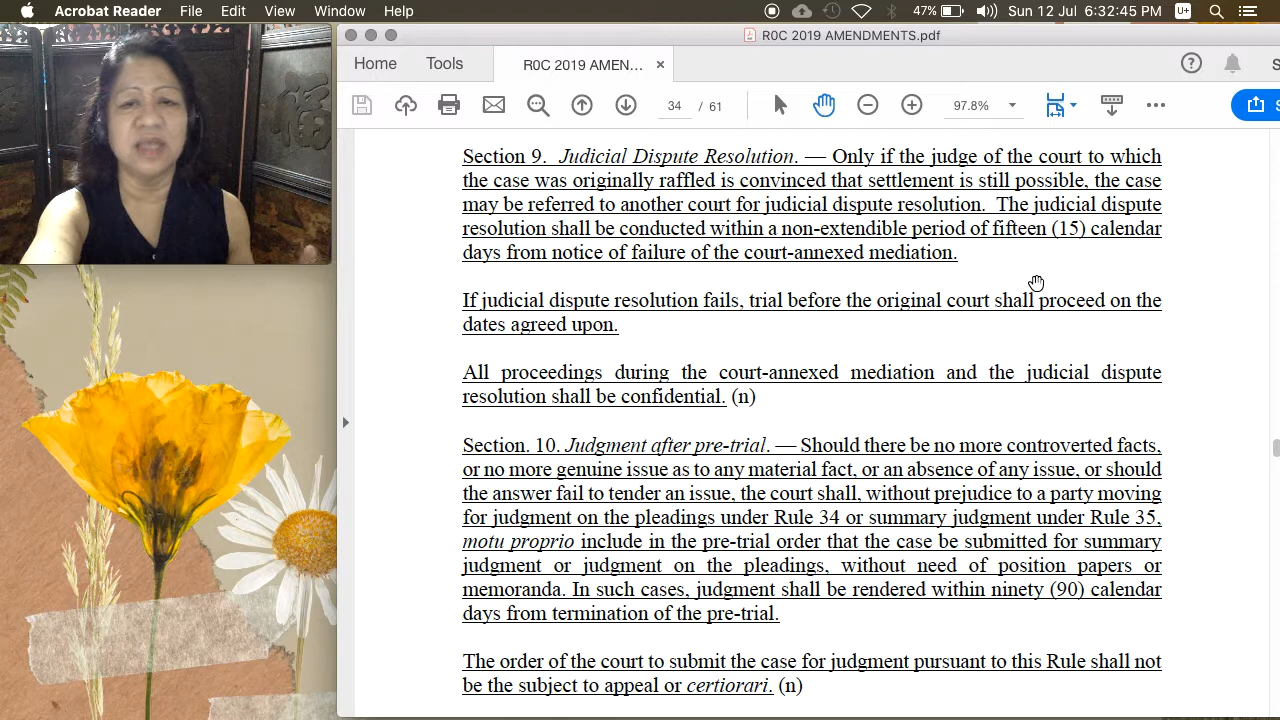 Acrobat Reader File Edit View Window Help 47% Sun 12 Jul 6:32:45 PM U+
R0C 2019 AMENDMENTS.pdf
Home Tools R0C 2019 AMEN... × ? S
34 / 61 97.8% S
Section 9. Judicial Dispute Resolution. — Only if the judge of the court to which
the case was originally raffled is convinced that settlement is still possible, the case
may be referred to another court for judicial dispute resolution. The judicial dispute
resolution shall be conducted within a non-extendible period of fifteen (15) calendar
days from notice of failure of the court-annexed mediation.
If judicial dispute resolution fails, trial before the original court shall proceed on the
dates agreed upon.
All proceedings during the court-annexed mediation and the judicial dispute
resolution shall be confidential. (n)
Section. 10. Judgment after pre-trial. — Should there be no more controverted facts,
or no more genuine issue as to any material fact, or an absence of any issue, or should
the answer fail to tender an issue, the court shall, without prejudice to a party moving
for judgment on the pleadings under Rule 34 or summary judgment under Rule 35,
motu proprio include in the pre-trial order that the case be submitted for summary
judgment or judgment on the pleadings, without need of position papers or
memoranda. In such cases, judgment shall be rendered within ninety (90) calendar
days from termination of the pre-trial.
The order of the court to submit the case for judgment pursuant to this Rule shall not
be the subject to appeal or certiorari. (n)